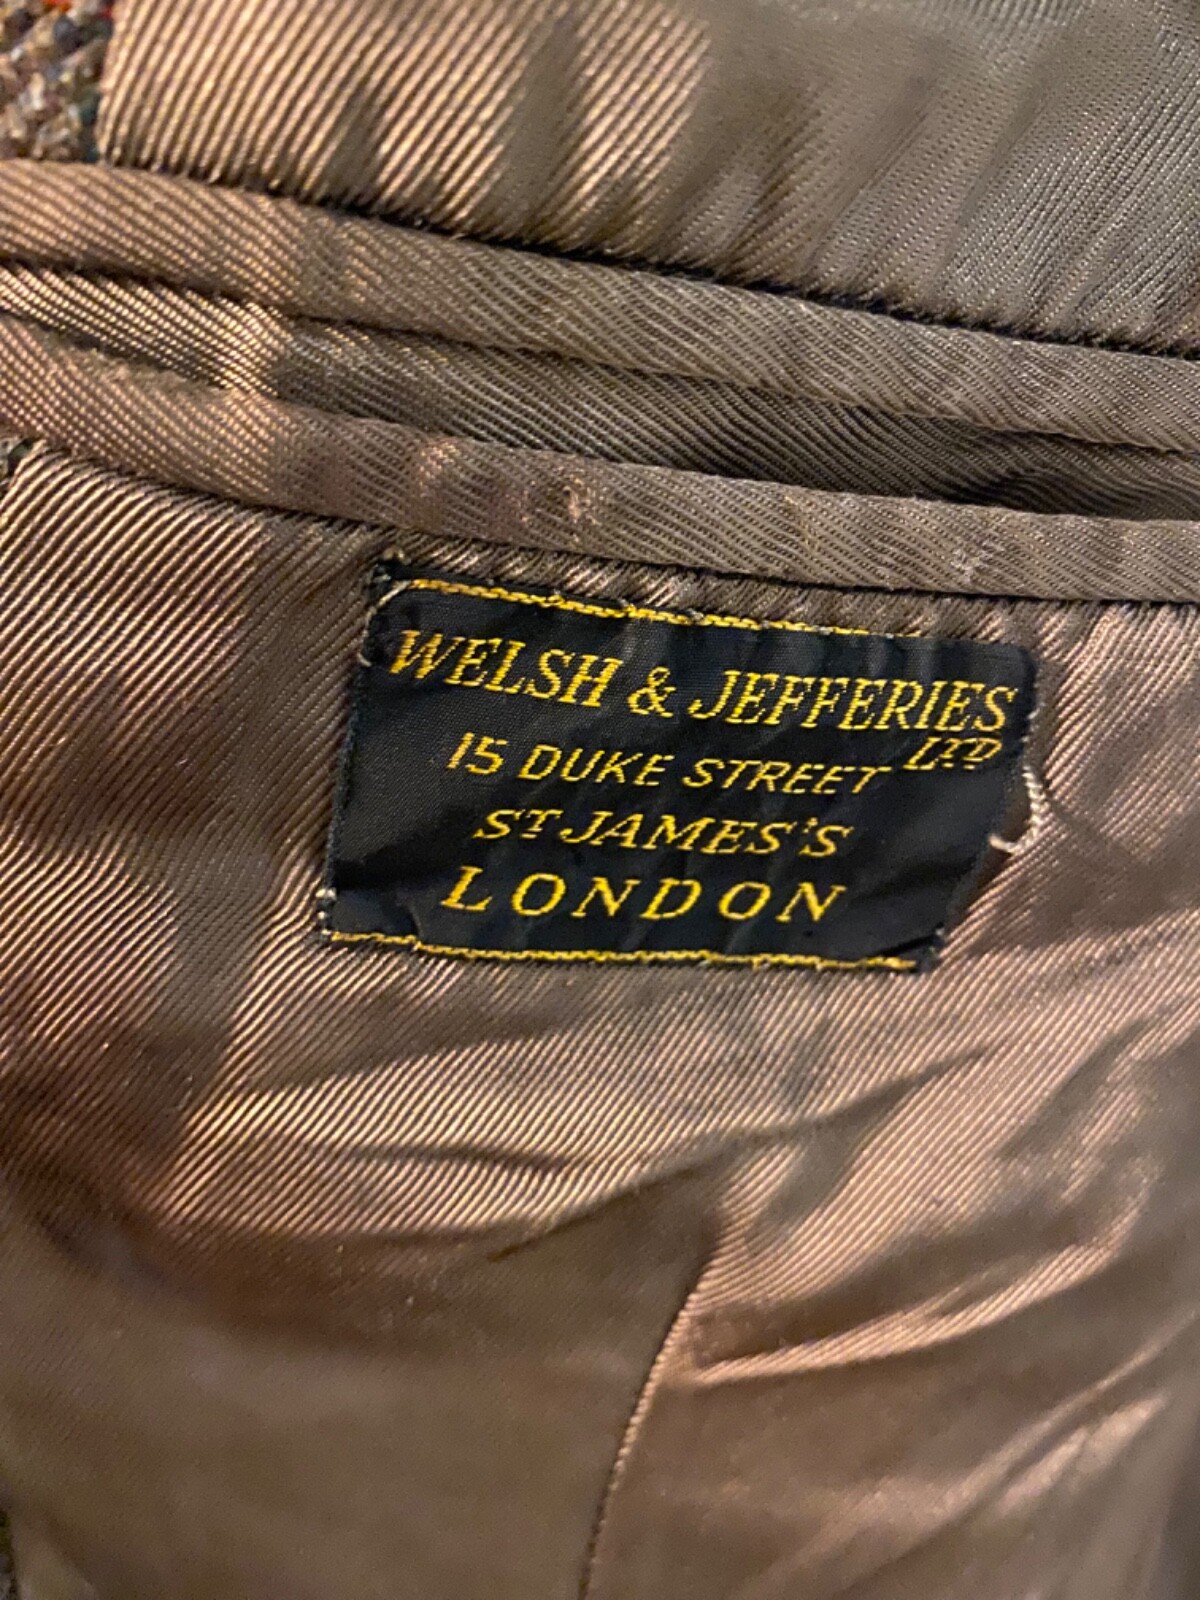 WELSH & JEFFERIES LTD
15 DUKE STREET
ST JAMES'S
LONDON